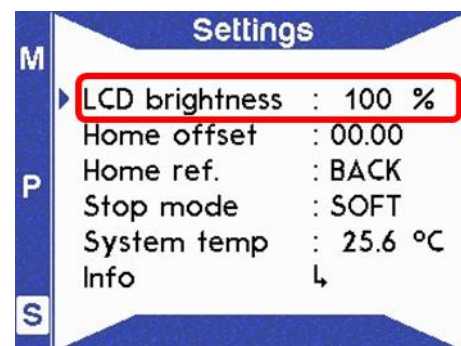 Settings
M
LCD brightness : 100 %
Home offset : 00.00
Home ref. : BACK
P
Stop mode : SOFT
System temp : 25.6 °C
Info ↳
S